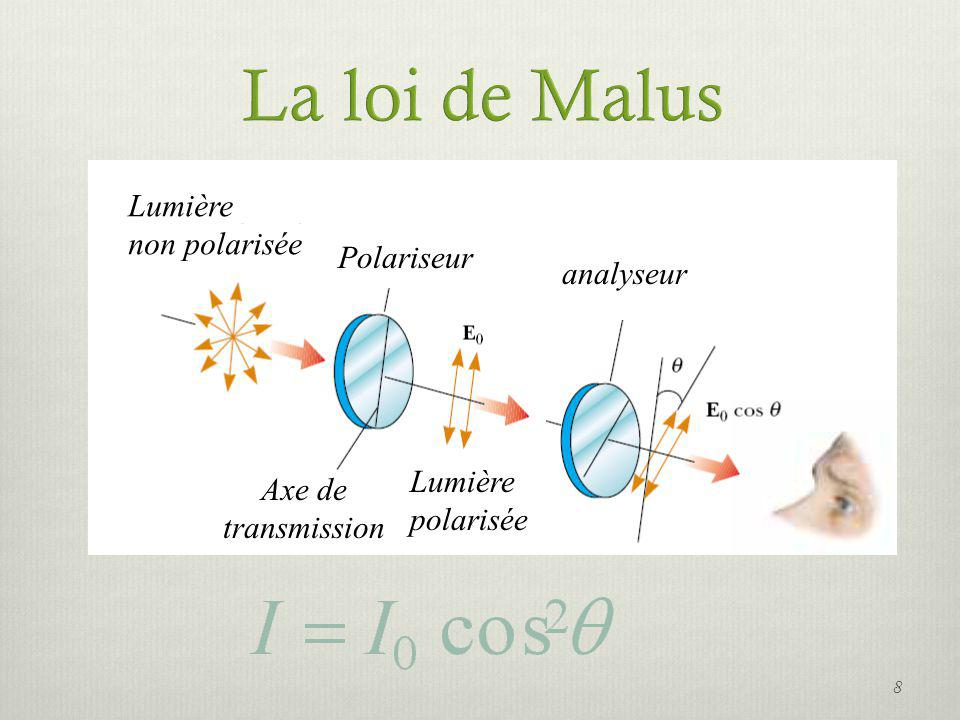 La loi de Malus
Lumière
non polarisée
Polariseur
analyseur
E₀
θ
E₀ cos θ
Axe de
transmission
Lumière
polarisée
I = I₀ cos²θ
8